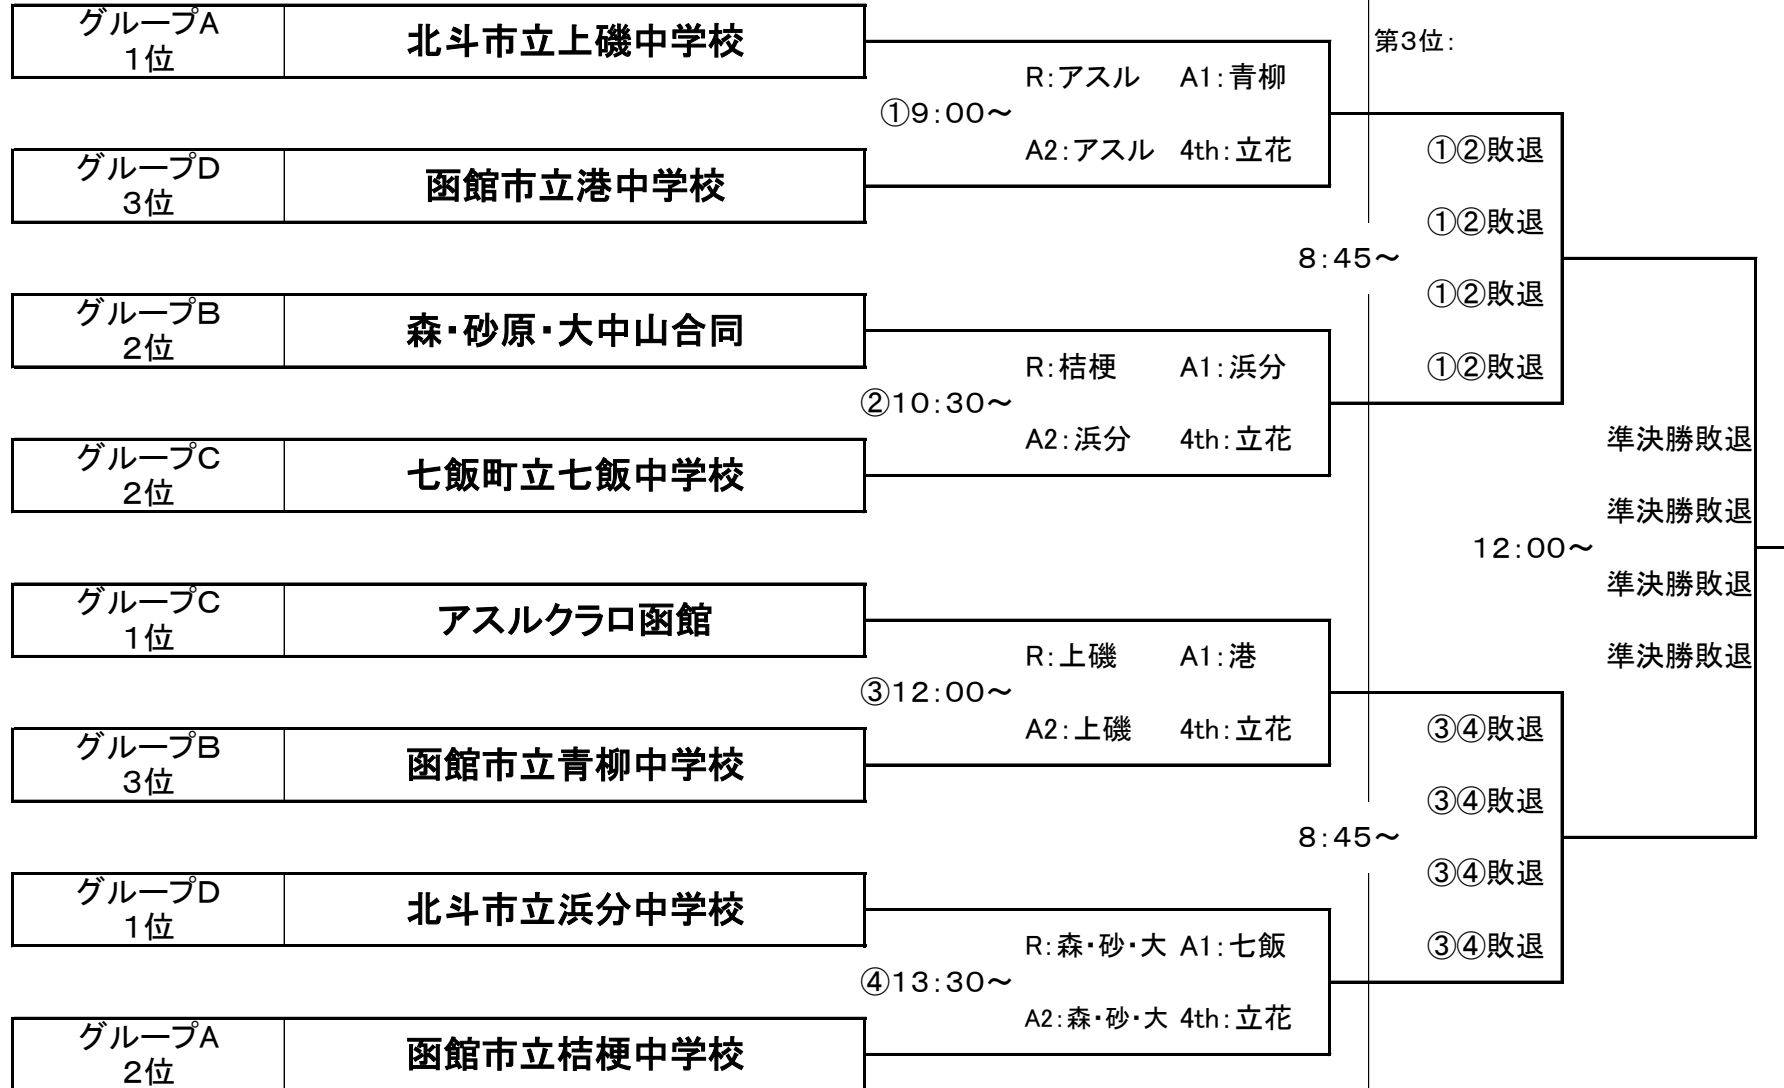 グループA
1位
北斗市立上磯中学校
第3位:
R:アスル A1:青柳
①9:00～
A2:アスル 4th:立花
①②敗退
グループD
3位
函館市立港中学校
①②敗退
8:45～
①②敗退
グループB
2位
森・砂原・大中山合同
①②敗退
R:桔梗 A1:浜分
②10:30～
A2:浜分 4th:立花
準決勝敗退
グループC
2位
七飯町立七飯中学校
準決勝敗退
12:00～
準決勝敗退
グループC
1位
アスルクラロ函館
準決勝敗退
R:上磯 A1:港
③12:00～
A2:上磯 4th:立花
③④敗退
グループB
3位
函館市立青柳中学校
③④敗退
8:45～
③④敗退
グループD
1位
北斗市立浜分中学校
③④敗退
R:森・砂・大 A1:七飯
④13:30～
A2:森・砂・大 4th:立花
グループA
2位
函館市立桔梗中学校